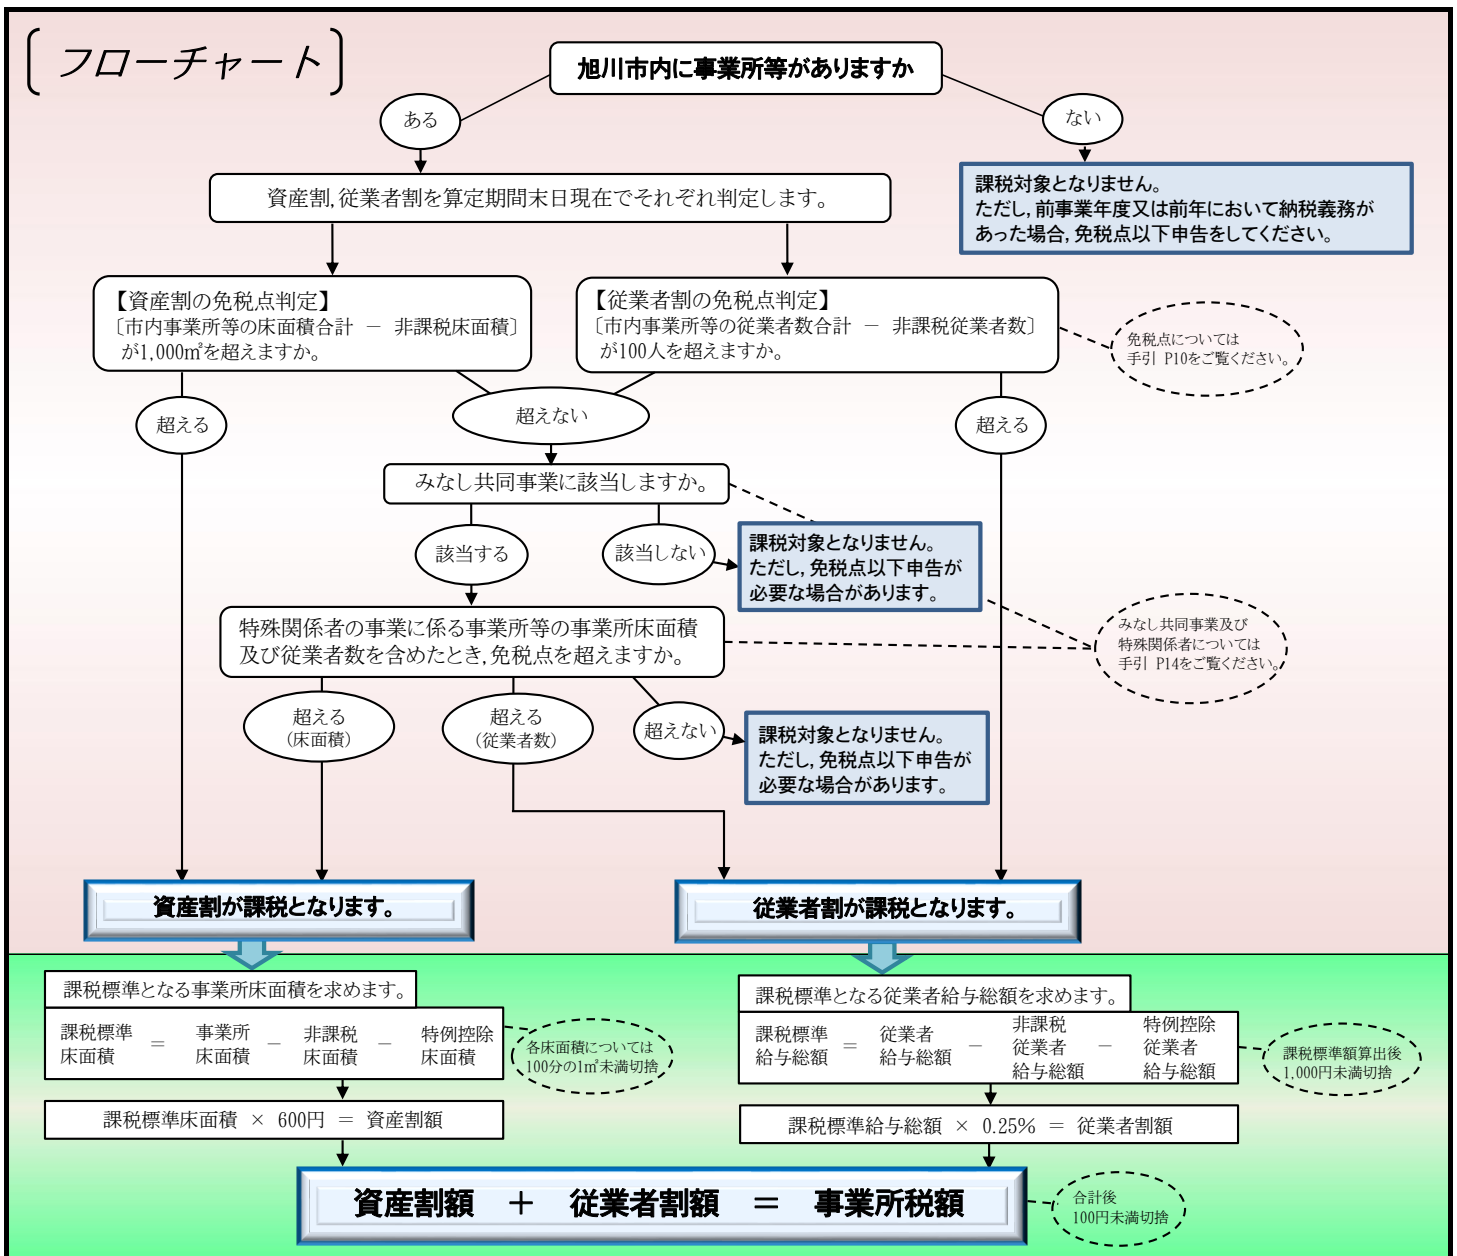 フローチャート
旭川市内に事業所等がありますか
ある
ない
資産割,従業者割を算定期間末日現在でそれぞれ判定します。
課税対象となりません。
ただし,前事業年度又は前年において納税義務が
あった場合,免税点以下申告をしてください。
【資産割の免税点判定】
〔市内事業所等の床面積合計 － 非課税床面積〕
が1,000㎡を超えますか。
【従業者割の免税点判定】
〔市内事業所等の従業者数合計 － 非課税従業者数〕
が100人を超えますか。
免税点については
手引 P10をご覧ください。
超える
超えない
超える
みなし共同事業に該当しますか。
該当する
該当しない
課税対象となりません。
ただし,免税点以下申告が
必要な場合があります。
特殊関係者の事業に係る事業所等の事業所床面積
及び従業者数を含めたとき,免税点を超えますか。
みなし共同事業及び
特殊関係者については
手引 P14をご覧ください。
超える
(床面積)
超える
(従業者数)
超えない
課税対象となりません。
ただし,免税点以下申告が
必要な場合があります。
資産割が課税となります。
従業者割が課税となります。
課税標準となる事業所床面積を求めます。
課税標準
床面積
＝
事業所
床面積
－
非課税
床面積
－
特例控除
床面積
各床面積については
100分の1㎡未満切捨
課税標準床面積 × 600円 ＝ 資産割額
課税標準となる従業者給与総額を求めます。
課税標準
給与総額
＝
従業者
給与総額
－
非課税
従業者
給与総額
－
特例控除
従業者
給与総額
課税標準額算出後
1,000円未満切捨
課税標準給与総額 × 0.25% ＝ 従業者割額
資産割額 ＋ 従業者割額 ＝ 事業所税額
合計後
100円未満切捨